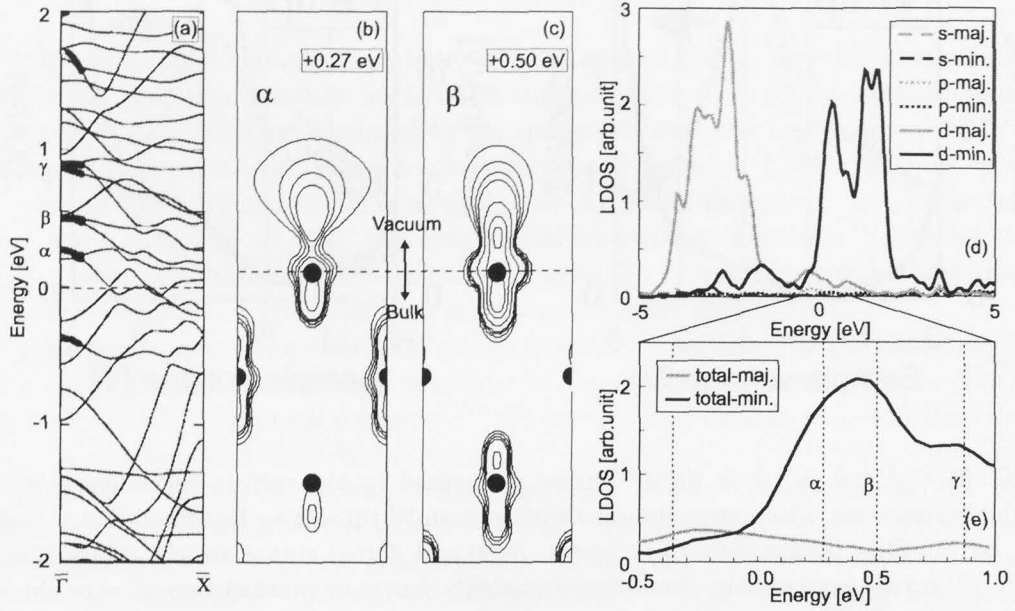 (a)
2
1
0
-1
-2
Energy [eV]
γ
β
α
Γ
X
(b)
+0.27 eV
α
Vacuum
Bulk
(c)
+0.50 eV
β
(d)
3
2
1
0
LDOS [arb.unit]
s-maj.
s-min.
p-maj.
p-min.
d-maj.
d-min.
-5
0
5
Energy [eV]
(e)
2
1
0
LDOS [arb.unit]
total-maj.
total-min.
α
β
γ
-0.5
0.0
0.5
1.0
Energy [eV]